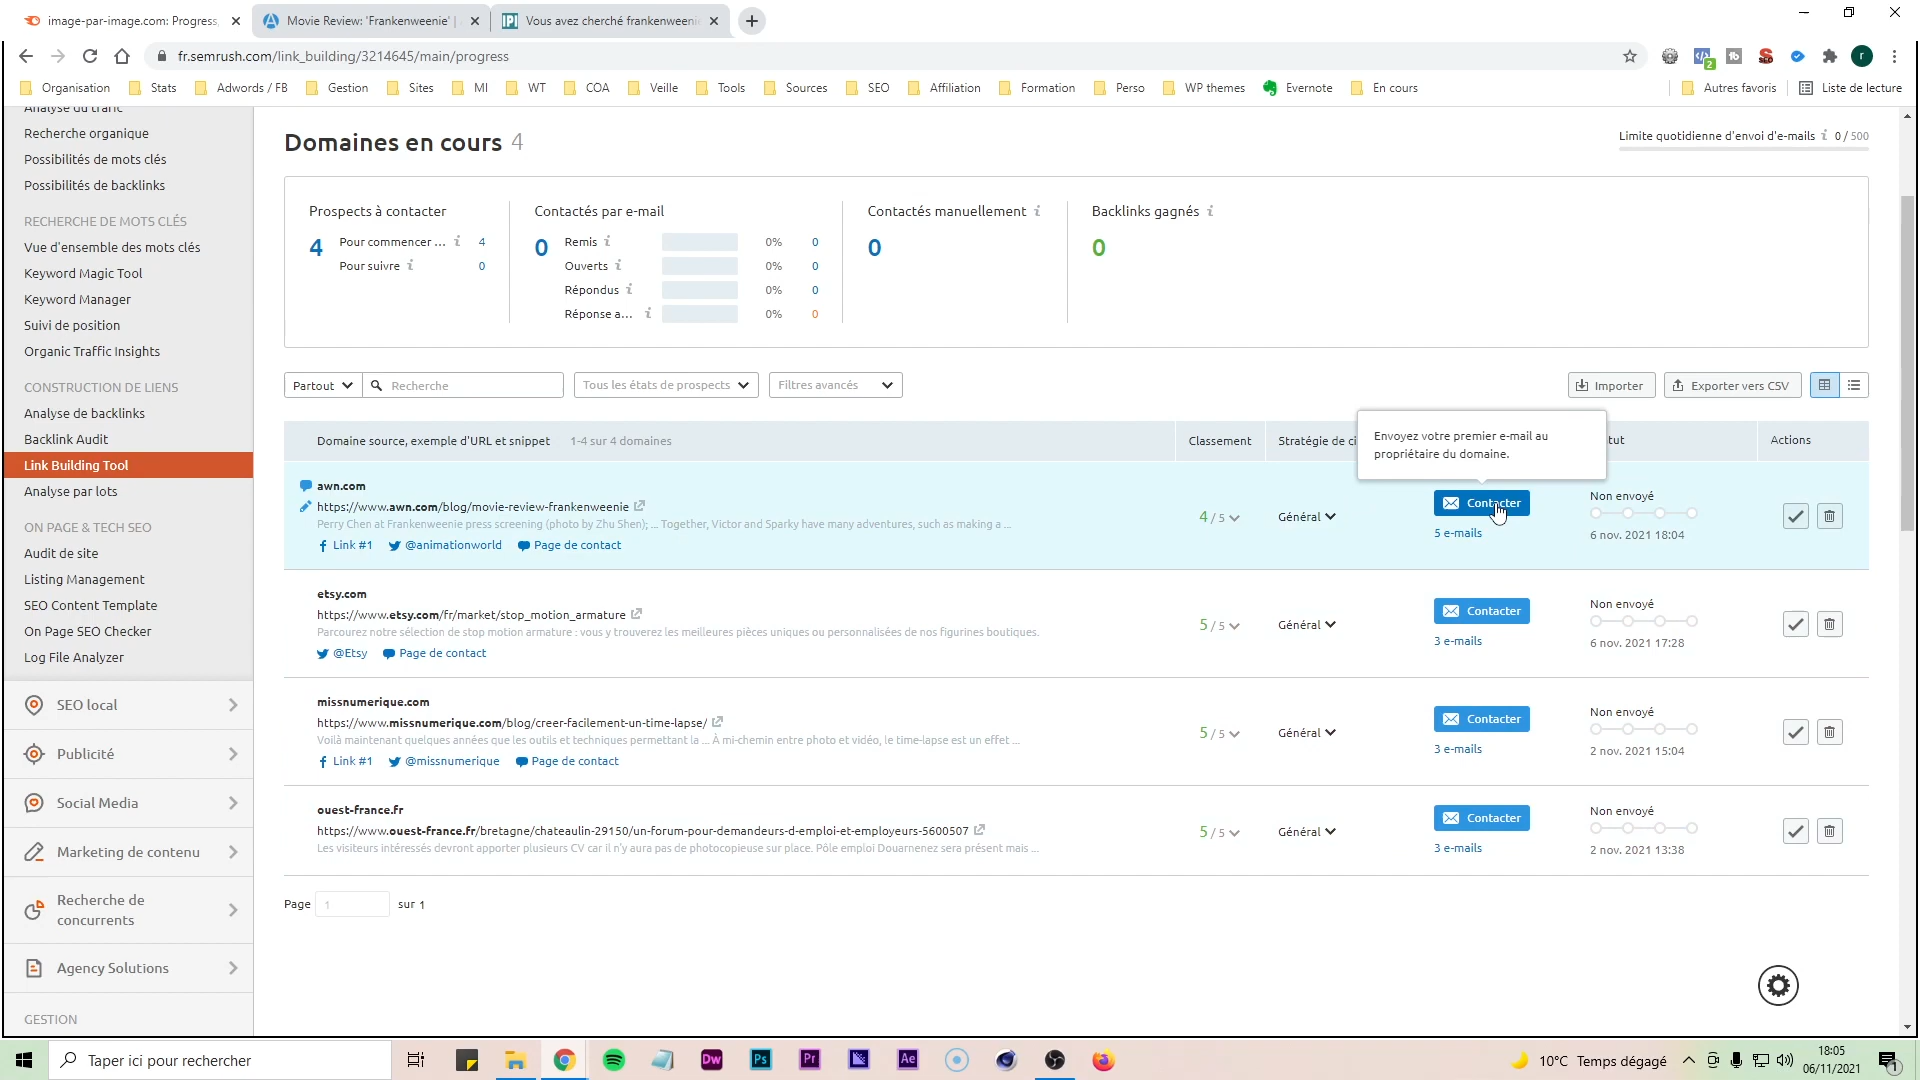 image-par-image.com: Progress
Movie Review: 'Frankenweenie' |
Vous avez cherché frankenweenie
fr.semrush.com/link_building/3214645/main/progress
Organisation
Stats
Adwords / FB
Gestion
Sites
MI
WT
COA
Veille
Tools
Sources
SEO
Affiliation
Formation
Perso
WP themes
Evernote
En cours
Autres favoris
Liste de lecture
Analyse du trafic
Recherche organique
Possibilités de mots clés
Possibilités de backlinks
RECHERCHE DE MOTS CLÉS
Vue d'ensemble des mots clés
Keyword Magic Tool
Keyword Manager
Suivi de position
Organic Traffic Insights
CONSTRUCTION DE LIENS
Analyse de backlinks
Backlink Audit
Link Building Tool
Analyse par lots
ON PAGE & TECH SEO
Audit de site
Listing Management
SEO Content Template
On Page SEO Checker
Log File Analyzer
SEO local
Publicité
Social Media
Marketing de contenu
Recherche de
concurrents
Agency Solutions
GESTION
Domaines en cours 4
Limite quotidienne d'envoi d'e-mails i 0 / 500
Prospects à contacter
4
Pour commencer ... i 4
Pour suivre i 0
Contactés par e-mail
0
Remis i 0% 0
Ouverts i 0% 0
Répondus i 0% 0
Réponse a... i 0% 0
Contactés manuellement i
0
Backlinks gagnés i
0
Partout
Recherche
Tous les états de prospects
Filtres avancés
Importer
Exporter vers CSV
Domaine source, exemple d'URL et snippet 1-4 sur 4 domaines
Classement
Stratégie de ci
tut
Actions
Envoyez votre premier e-mail au
propriétaire du domaine.
awn.com
https://www.awn.com/blog/movie-review-frankenweenie
Perry Chen at Frankenweenie press screening (photo by Zhu Shen); ... Together, Victor and Sparky have many adventures, such as making a ...
Link #1 @animationworld Page de contact
4 / 5
Général
Contacter
5 e-mails
Non envoyé
6 nov. 2021 18:04
etsy.com
https://www.etsy.com/fr/market/stop_motion_armature
Parcourez notre sélection de stop motion armature : vous y trouverez les meilleures pièces uniques ou personnalisées de nos figurines boutiques.
@Etsy Page de contact
5 / 5
Général
Contacter
3 e-mails
Non envoyé
6 nov. 2021 17:28
missnumerique.com
https://www.missnumerique.com/blog/creer-facilement-un-time-lapse/
Voilà maintenant quelques années que les outils et techniques permettant la ... À mi-chemin entre photo et vidéo, le time-lapse est un effet ...
Link #1 @missnumerique Page de contact
5 / 5
Général
Contacter
3 e-mails
Non envoyé
2 nov. 2021 15:04
ouest-france.fr
https://www.ouest-france.fr/bretagne/chateaulin-29150/un-forum-pour-demandeurs-d-emploi-et-employeurs-5600507
Les visiteurs intéressés devront apporter plusieurs CV car il n'y aura pas de photocopieuse sur place. Pôle emploi Douarnenez sera présent mais ...
5 / 5
Général
Contacter
3 e-mails
Non envoyé
2 nov. 2021 13:38
Page 1 sur 1
Taper ici pour rechercher
Dw
Ps
Pr
Ae
10°C Temps dégagé
18:05
06/11/2021
1